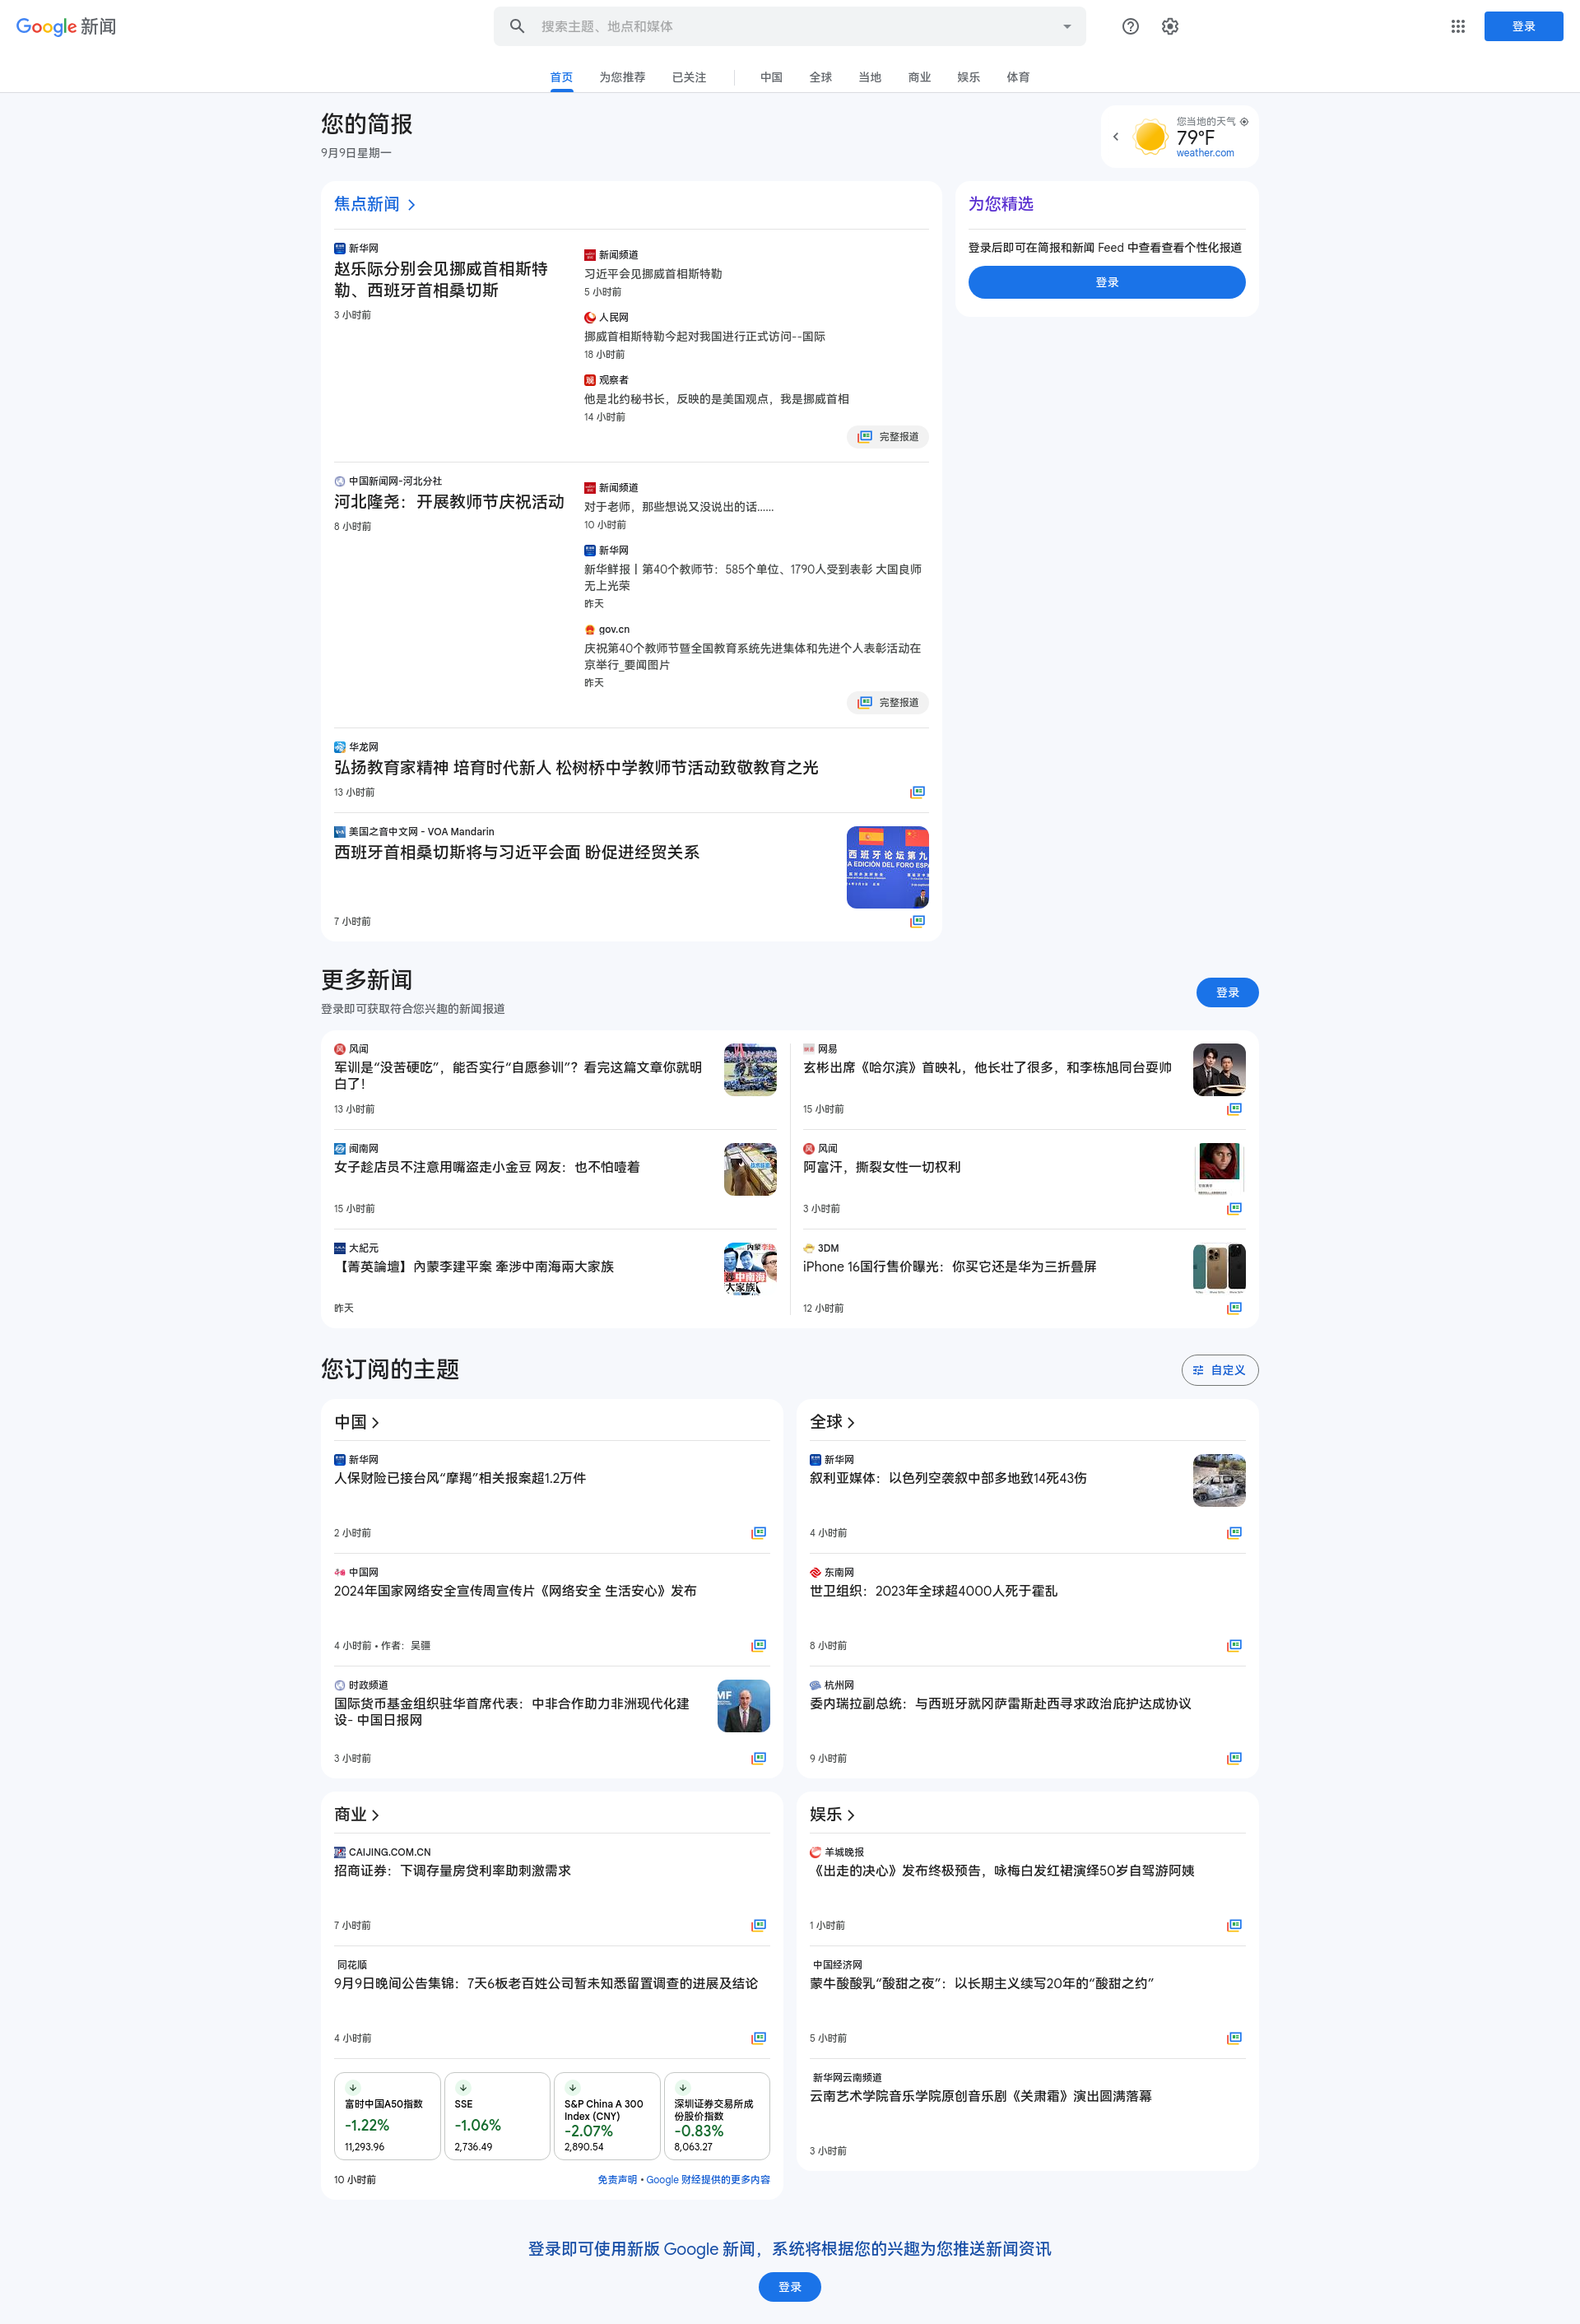 Google 新闻
搜索主题、地点和媒体
登录
首页
为您推荐
已关注
中国
全球
当地
商业
娱乐
体育
您的简报
9月9日星期一
您当地的天气
79°F
weather.com
焦点新闻
新华网
赵乐际分别会见挪威首相斯特
勒、西班牙首相桑切斯
3 小时前
新闻频道
习近平会见挪威首相斯特勒
5 小时前
人民网
挪威首相斯特勒今起对我国进行正式访问--国际
18 小时前
观察者
他是北约秘书长，反映的是美国观点，我是挪威首相
14 小时前
完整报道
为您精选
登录后即可在简报和新闻 Feed 中查看查看个性化报道
登录
中国新闻网-河北分社
河北隆尧：开展教师节庆祝活动
8 小时前
新闻频道
对于老师，那些想说又没说出的话……
10 小时前
新华网
新华鲜报丨第40个教师节：585个单位、1790人受到表彰 大国良师
无上光荣
昨天
gov.cn
庆祝第40个教师节暨全国教育系统先进集体和先进个人表彰活动在
京举行_要闻图片
昨天
完整报道
华龙网
弘扬教育家精神 培育时代新人 松树桥中学教师节活动致敬教育之光
13 小时前
美国之音中文网 - VOA Mandarin
西班牙首相桑切斯将与习近平会面 盼促进经贸关系
西班牙论坛第九
A EDICIÓN DEL FORO ESPA
7 小时前
更多新闻
登录即可获取符合您兴趣的新闻报道
登录
风闻
军训是“没苦硬吃”，能否实行“自愿参训”？看完这篇文章你就明
白了！
13 小时前
网易
玄彬出席《哈尔滨》首映礼，他长壮了很多，和李栋旭同台耍帅
15 小时前
闽南网
女子趁店员不注意用嘴盗走小金豆 网友：也不怕噎着
15 小时前
风闻
阿富汗，撕裂女性一切权利
3 小时前
大紀元
【菁英論壇】內蒙李建平案 牽涉中南海兩大家族
昨天
3DM
iPhone 16国行售价曝光：你买它还是华为三折叠屏
12 小时前
您订阅的主题
自定义
中国
新华网
人保财险已接台风“摩羯”相关报案超1.2万件
2 小时前
中国网
2024年国家网络安全宣传周宣传片《网络安全 生活安心》发布
4 小时前 • 作者：吴疆
时政频道
国际货币基金组织驻华首席代表：中非合作助力非洲现代化建
设- 中国日报网
3 小时前
全球
新华网
叙利亚媒体：以色列空袭叙中部多地致14死43伤
4 小时前
东南网
世卫组织：2023年全球超4000人死于霍乱
8 小时前
杭州网
委内瑞拉副总统：与西班牙就冈萨雷斯赴西寻求政治庇护达成协议
9 小时前
商业
CAIJING.COM.CN
招商证券：下调存量房贷利率助刺激需求
7 小时前
同花顺
9月9日晚间公告集锦：7天6板老百姓公司暂未知悉留置调查的进展及结论
4 小时前
富时中国A50指数
-1.22%
11,293.96
SSE
-1.06%
2,736.49
S&P China A 300
Index (CNY)
-2.07%
2,890.54
深圳证券交易所成
份股价指数
-0.83%
8,063.27
10 小时前
免责声明 • Google 财经提供的更多内容
娱乐
羊城晚报
《出走的决心》发布终极预告，咏梅白发红裙演绎50岁自驾游阿姨
1 小时前
中国经济网
蒙牛酸酸乳“酸甜之夜”：以长期主义续写20年的“酸甜之约”
5 小时前
新华网云南频道
云南艺术学院音乐学院原创音乐剧《关肃霜》演出圆满落幕
3 小时前
登录即可使用新版 Google 新闻，系统将根据您的兴趣为您推送新闻资讯
登录